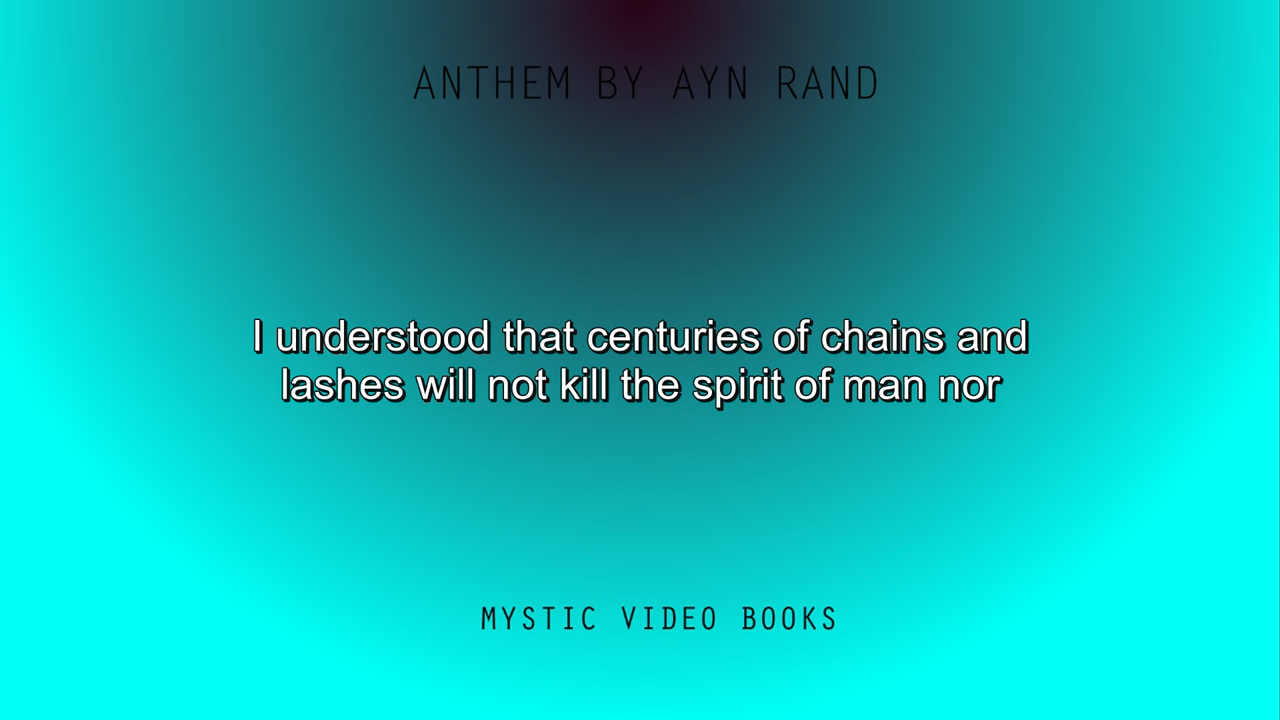 ANTHEM BY AYN RAND
I understood that centuries of chains and
lashes will not kill the spirit of man nor
MYSTIC VIDEO BOOKS